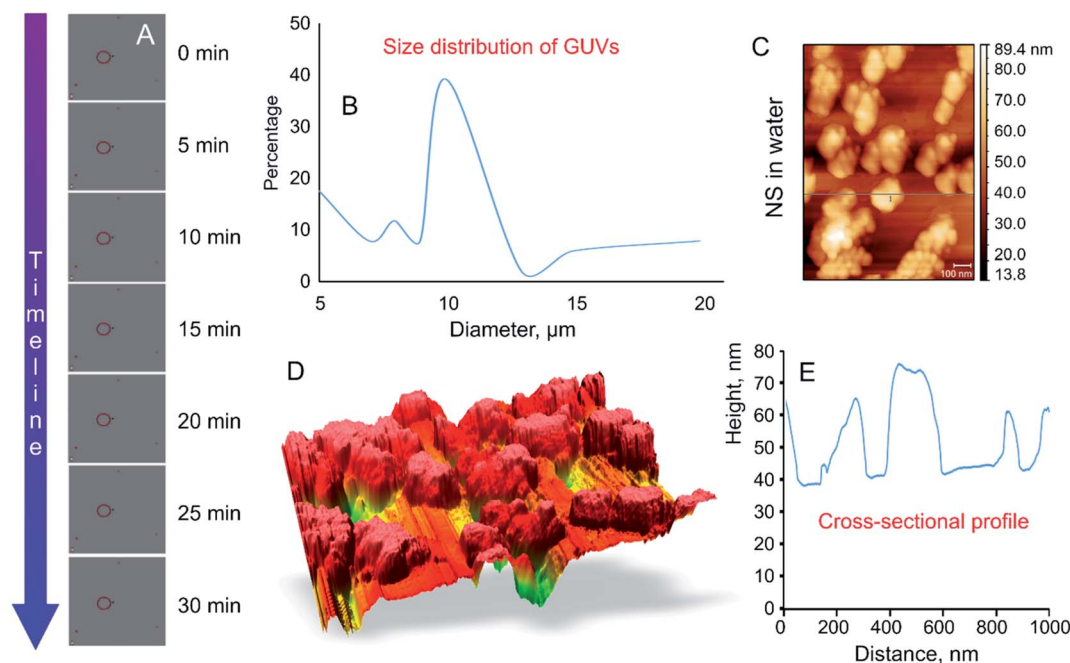 Timeline
A
0 min
5 min
10 min
15 min
20 min
25 min
30 min
B
Size distribution of GUVs
Percentage
50
40
30
20
10
0
5
10
15
20
Diameter, µm
C
NS in water
89.4 nm
80.0
70.0
60.0
50.0
40.0
30.0
20.0
13.8
100 nm
D
E
Height, nm
80
70
60
50
40
30
20
10
0
Cross-sectional profile
0
200
400
600
800
1000
Distance, nm